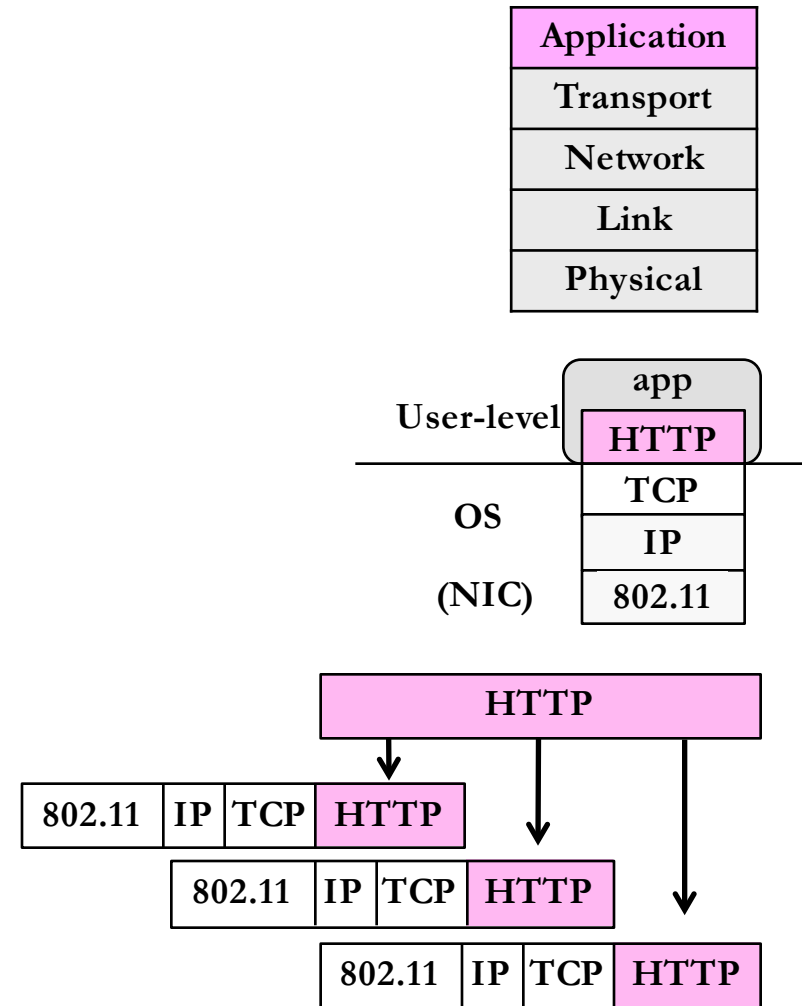 Application
Transport
Network
Link
Physical
app
User-level
HTTP
TCP
OS
IP
(NIC)
802.11
HTTP
802.11 IP TCP HTTP
802.11 IP TCP HTTP
802.11 IP TCP HTTP